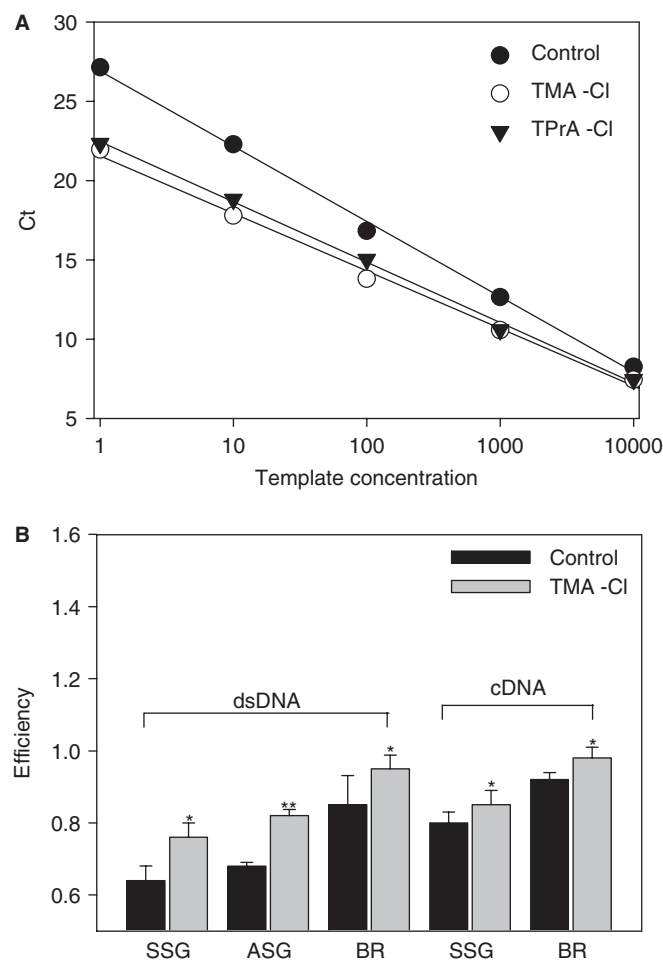 A
30
25
20
15
10
5
Ct
Control
TMA -Cl
TPrA -Cl
1 10 100 1000 10000
Template concentration
B
1.6
1.4
1.2
1.0
0.8
0.6
Efficiency
Control
TMA -Cl
dsDNA
cDNA
* ** * * *
SSG ASG BR SSG BR